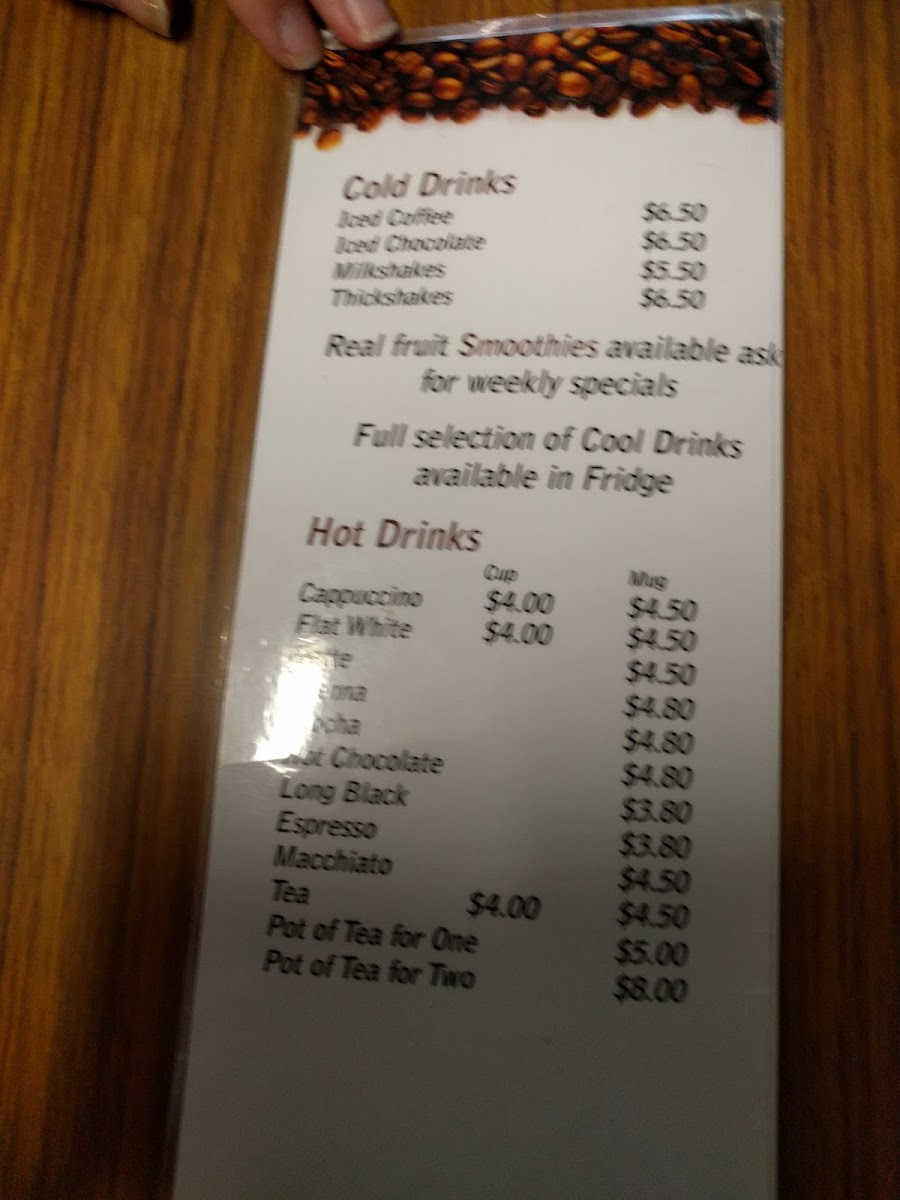 Cold Drinks
Iced Coffee $6.50
Iced Chocolate $6.50
Milkshakes $5.50
Thickshakes $6.50
Real fruit Smoothies available ask
for weekly specials
Full selection of Cool Drinks
available in Fridge
Hot Drinks
Cup Mug
Cappuccino $4.00 $4.50
Flat White $4.00 $4.50
$4.50
$4.80
$4.80
Hot Chocolate $4.80
Long Black $3.80
Espresso $3.80
Macchiato $4.50
Tea $4.00 $4.50
Pot of Tea for One $5.00
Pot of Tea for Two $8.00